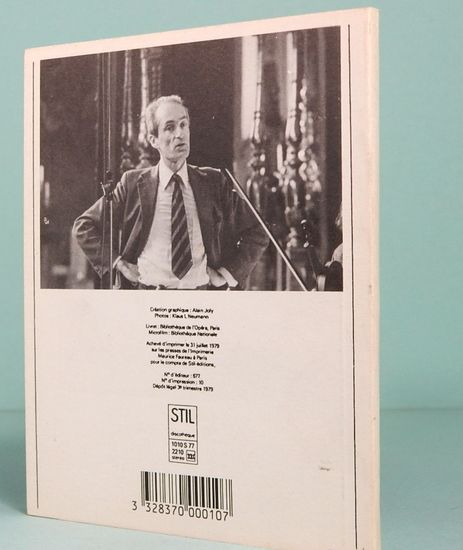 Création graphique : Alain Joly
Photos : Klaus L. Neumann
Livret : Bibliothèque de l'Opéra, Paris
Microfilm : Bibliothèque Nationale
Achevé d'imprimer le 31 juillet 1979
sur les presses de l'Imprimerie
Maurice Faureau à Paris
pour le compte de Stil-éditions,
N° d'éditeur : 677
N° d'impression : 10
Dépôt légal 3e trimestre 1979
STIL
discothèque
1010 S 77
2210
stereo
3 328370 000107